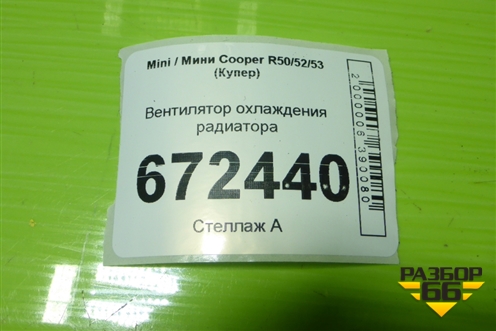 Mini / Мини Cooper R50/52/53
(Купер)
Вентилятор охлаждения
радиатора
672440
Стеллаж А
2000006390080
РАЗБОР
66